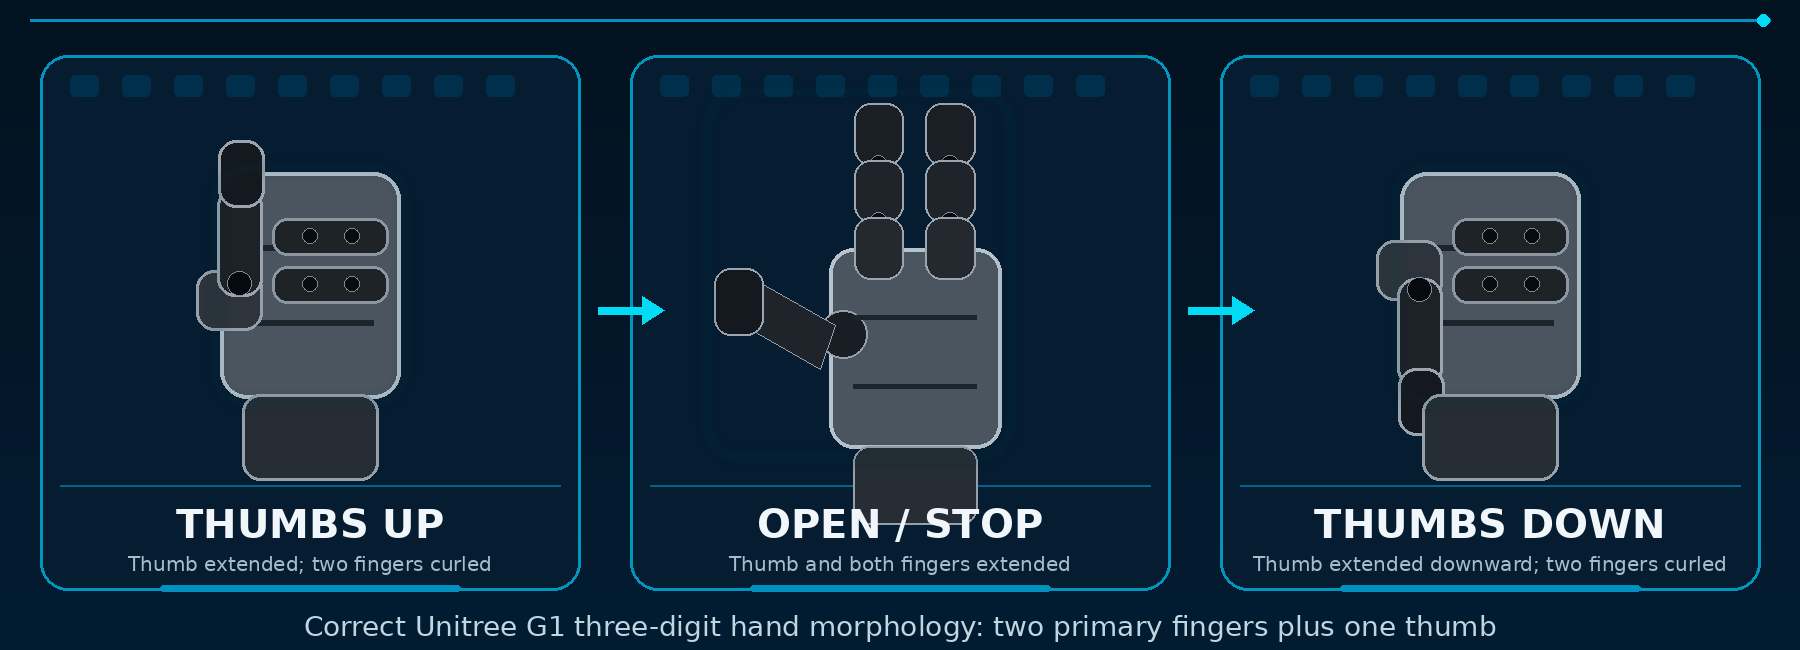 THUMBS UP
Thumb extended; two fingers curled
OPEN / STOP
Thumb and both fingers extended
THUMBS DOWN
Thumb extended downward; two fingers curled
Correct Unitree G1 three-digit hand morphology: two primary fingers plus one thumb